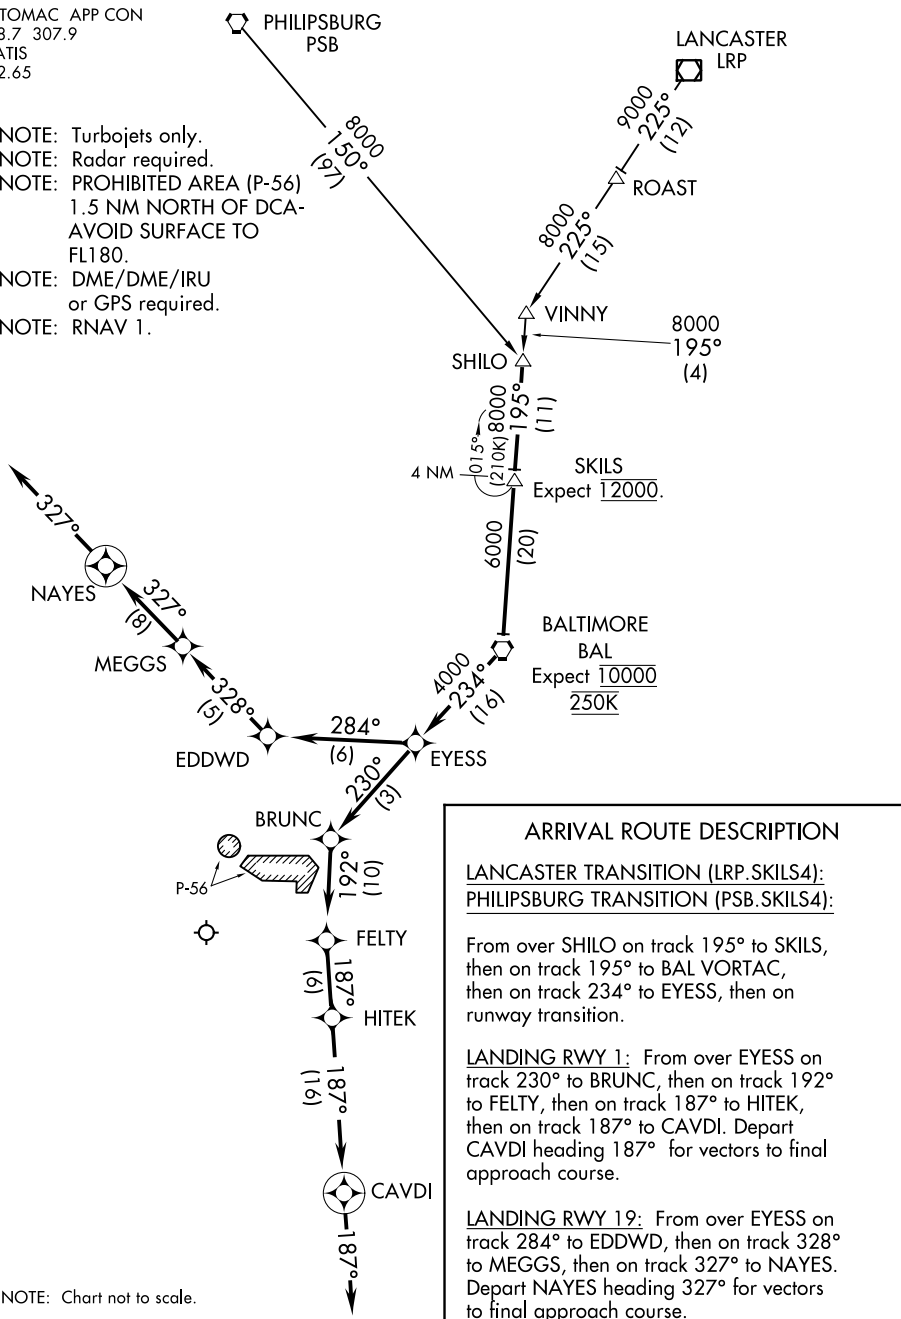 TOMAC APP CON
8.7 307.9
ATIS
2.65
PHILIPSBURG
PSB
LANCASTER
LRP
NOTE: Turbojets only.
NOTE: Radar required.
NOTE: PROHIBITED AREA (P-56)
1.5 NM NORTH OF DCA-
AVOID SURFACE TO
FL180.
NOTE: DME/DME/IRU
or GPS required.
NOTE: RNAV 1.
8000
150°
(97)
9000
225°
(12)
ROAST
8000
225°
(15)
VINNY
8000
195°
(4)
SHILO
8000
195°
(11)
015°
(210K)
4 NM
SKILS
Expect 12000.
6000
(20)
327°
NAYES
327°
(8)
MEGGS
328°
(5)
EDDWD
284°
(6)
BALTIMORE
BAL
Expect 10000
250K
4000
234°
(16)
EYESS
230°
(3)
BRUNC
P-56
192°
(10)
FELTY
187°
(6)
HITEK
187°
(16)
CAVDI
187°
ARRIVAL ROUTE DESCRIPTION
LANCASTER TRANSITION (LRP.SKILS4):
PHILIPSBURG TRANSITION (PSB.SKILS4):
From over SHILO on track 195° to SKILS,
then on track 195° to BAL VORTAC,
then on track 234° to EYESS, then on
runway transition.
LANDING RWY 1: From over EYESS on
track 230° to BRUNC, then on track 192°
to FELTY, then on track 187° to HITEK,
then on track 187° to CAVDI. Depart
CAVDI heading 187° for vectors to final
approach course.
LANDING RWY 19: From over EYESS on
track 284° to EDDWD, then on track 328°
to MEGGS, then on track 327° to NAYES.
Depart NAYES heading 327° for vectors
to final approach course.
NOTE: Chart not to scale.